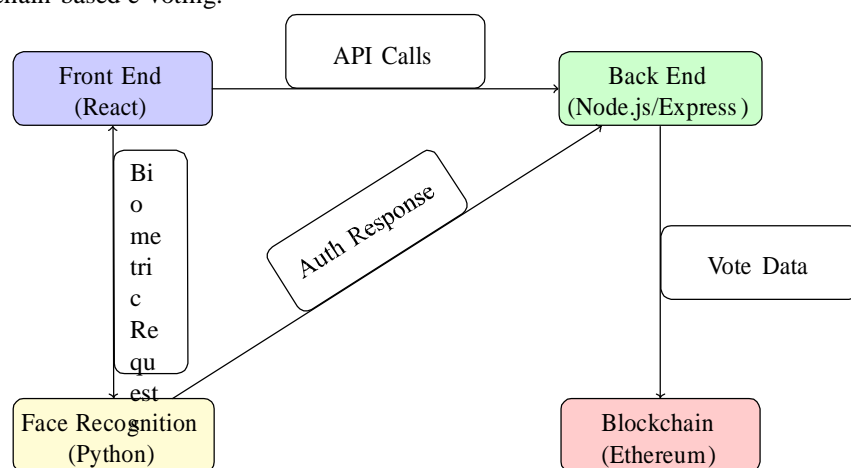 chain-based e-voting.
API Calls
Front End
(React)
Back End
(Node.js/Express)
Auth Response
Bi
o
me
tri
c
Re
qu
est
s
Vote Data
Face Recognition
(Python)
Blockchain
(Ethereum)